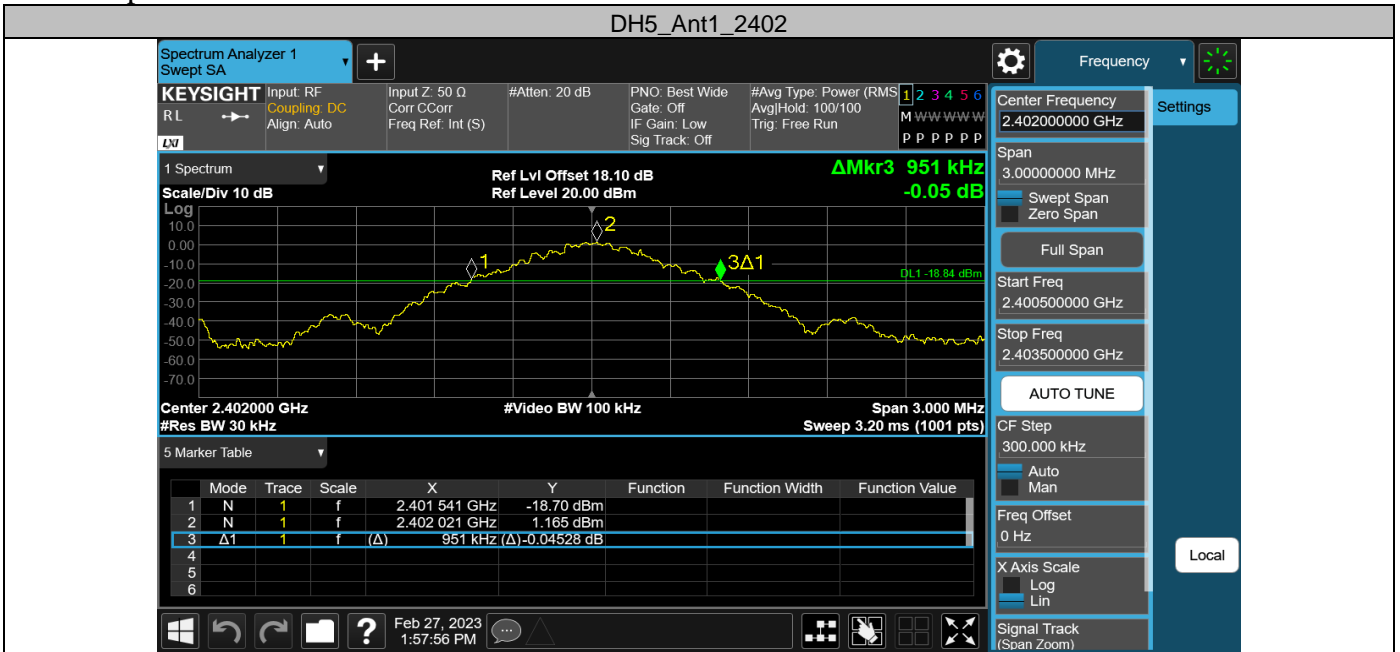 DH5_Ant1_2402
Spectrum Analyzer 1
Swept SA
Frequency
KEYSIGHT
RL
LXI
Input: RF
Coupling: DC
Align: Auto
Input Z: 50 Ω
Corr CCorr
Freq Ref: Int (S)
#Atten: 20 dB
PNO: Best Wide
Gate: Off
IF Gain: Low
Sig Track: Off
#Avg Type: Power (RMS
Avg|Hold: 100/100
Trig: Free Run
1 2 3 4 5 6
M W W W W W
P P P P P P
1 Spectrum
Scale/Div 10 dB
Ref Lvl Offset 18.10 dB
Ref Level 20.00 dBm
ΔMkr3 951 kHz
-0.05 dB
Log
10.0
0.00
-10.0
-20.0
-30.0
-40.0
-50.0
-60.0
-70.0
1
2
3Δ1
DL1 -18.84 dBm
Center 2.402000 GHz
#Res BW 30 kHz
#Video BW 100 kHz
Span 3.000 MHz
Sweep 3.20 ms (1001 pts)
5 Marker Table
Mode Trace Scale X Y Function Function Width Function Value
1 N 1 f 2.401 541 GHz -18.70 dBm
2 N 1 f 2.402 021 GHz 1.165 dBm
3 Δ1 1 f (Δ) 951 kHz (Δ)-0.04528 dB
4
5
6
?
Feb 27, 2023
1:57:56 PM
Center Frequency
2.402000000 GHz
Span
3.00000000 MHz
Swept Span
Zero Span
Full Span
Start Freq
2.400500000 GHz
Stop Freq
2.403500000 GHz
AUTO TUNE
CF Step
300.000 kHz
Auto
Man
Freq Offset
0 Hz
X Axis Scale
Log
Lin
Signal Track
(Span Zoom)
Settings
Local